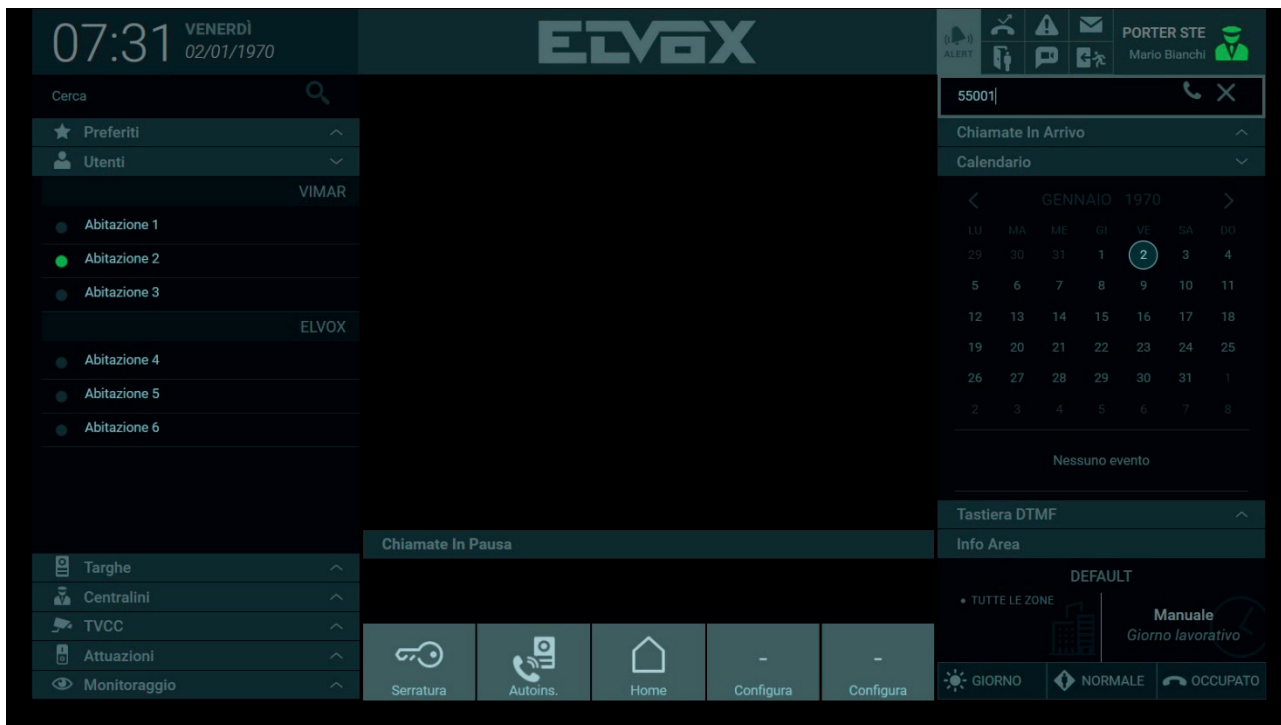 07:31
VENERDÌ
02/01/1970
ELVOX
ALERT
PORTER STE
Mario Bianchi
Cerca
Preferiti
Utenti
VIMAR
Abitazione 1
Abitazione 2
Abitazione 3
ELVOX
Abitazione 4
Abitazione 5
Abitazione 6
Targhe
Centralini
TVCC
Attuazioni
Monitoraggio
Chiamate In Pausa
Serratura
Autoins.
Home
- Configura
- Configura
55001
Chiamate In Arrivo
Calendario
GENNAIO 1970
LU MA ME GI VE SA DO
29 30 31 1 2 3 4
5 6 7 8 9 10 11
12 13 14 15 16 17 18
19 20 21 22 23 24 25
26 27 28 29 30 31 1
2 3 4 5 6 7 8
Nessuno evento
Tastiera DTMF
Info Area
DEFAULT
• TUTTE LE ZONE
Manuale
Giorno lavorativo
GIORNO
NORMALE
OCCUPATO